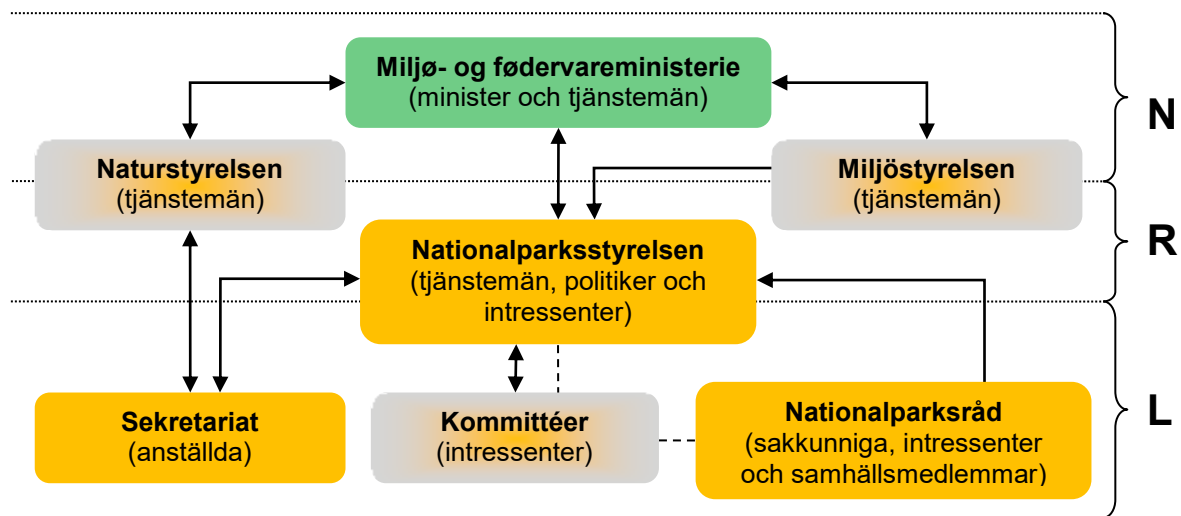 Miljø- og fødervareministerie
(minister och tjänstemän)
N
Naturstyrelsen
(tjänstemän)
Miljöstyrelsen
(tjänstemän)
R
Nationalparksstyrelsen
(tjänstemän, politiker och
intressenter)
L
Sekretariat
(anställda)
Kommittéer
(intressenter)
Nationalparksråd
(sakkunniga, intressenter
och samhällsmedlemmar)